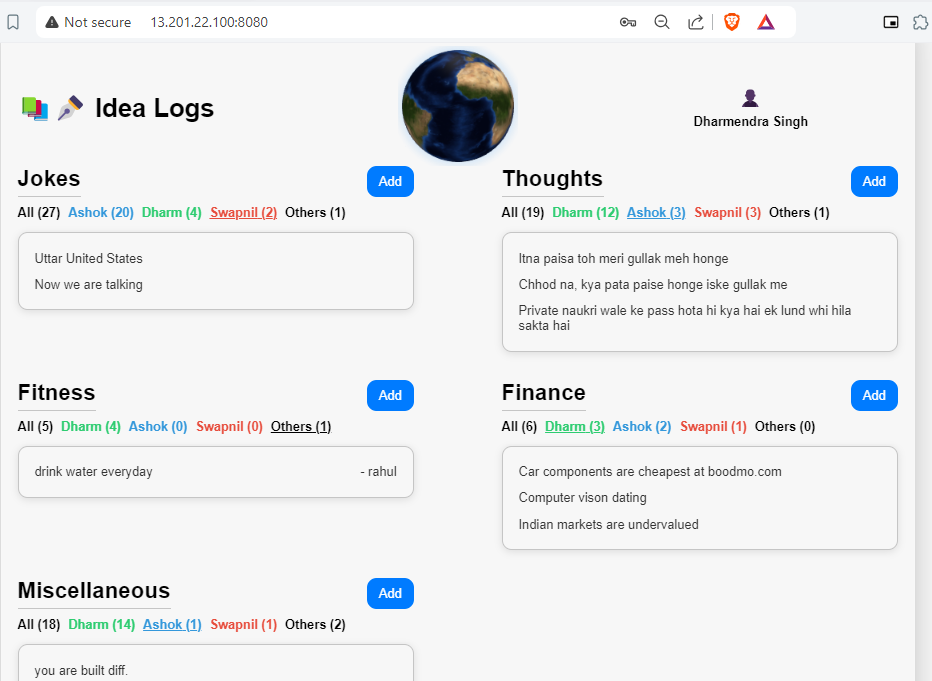 Not secure 13.201.22.100:8080
Idea Logs
Dharmendra Singh
Jokes
Add
All (27) Ashok (20) Dharm (4) Swapnil (2) Others (1)
Uttar United States
Now we are talking
Thoughts
Add
All (19) Dharm (12) Ashok (3) Swapnil (3) Others (1)
Itna paisa toh meri gullak meh honge
Chhod na, kya pata paise honge iske gullak me
Private naukri wale ke pass hota hi kya hai ek lund whi hila
sakta hai
Fitness
Add
All (5) Dharm (4) Ashok (0) Swapnil (0) Others (1)
drink water everyday - rahul
Finance
Add
All (6) Dharm (3) Ashok (2) Swapnil (1) Others (0)
Car components are cheapest at boodmo.com
Computer vison dating
Indian markets are undervalued
Miscellaneous
Add
All (18) Dharm (14) Ashok (1) Swapnil (1) Others (2)
you are built diff.